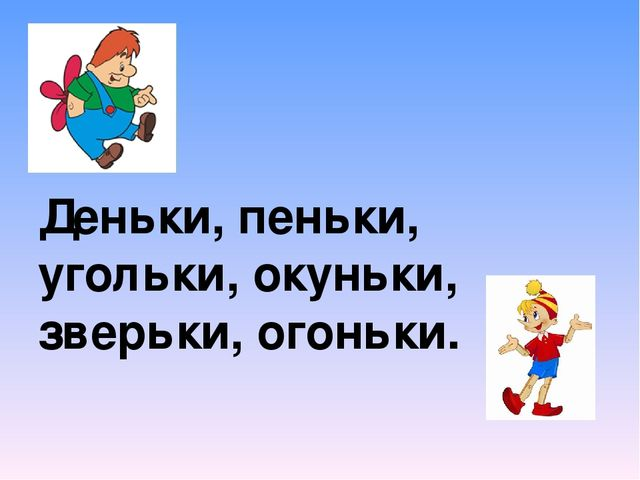 Деньки, пеньки,
угольки, окуньки,
зверьки, огоньки.